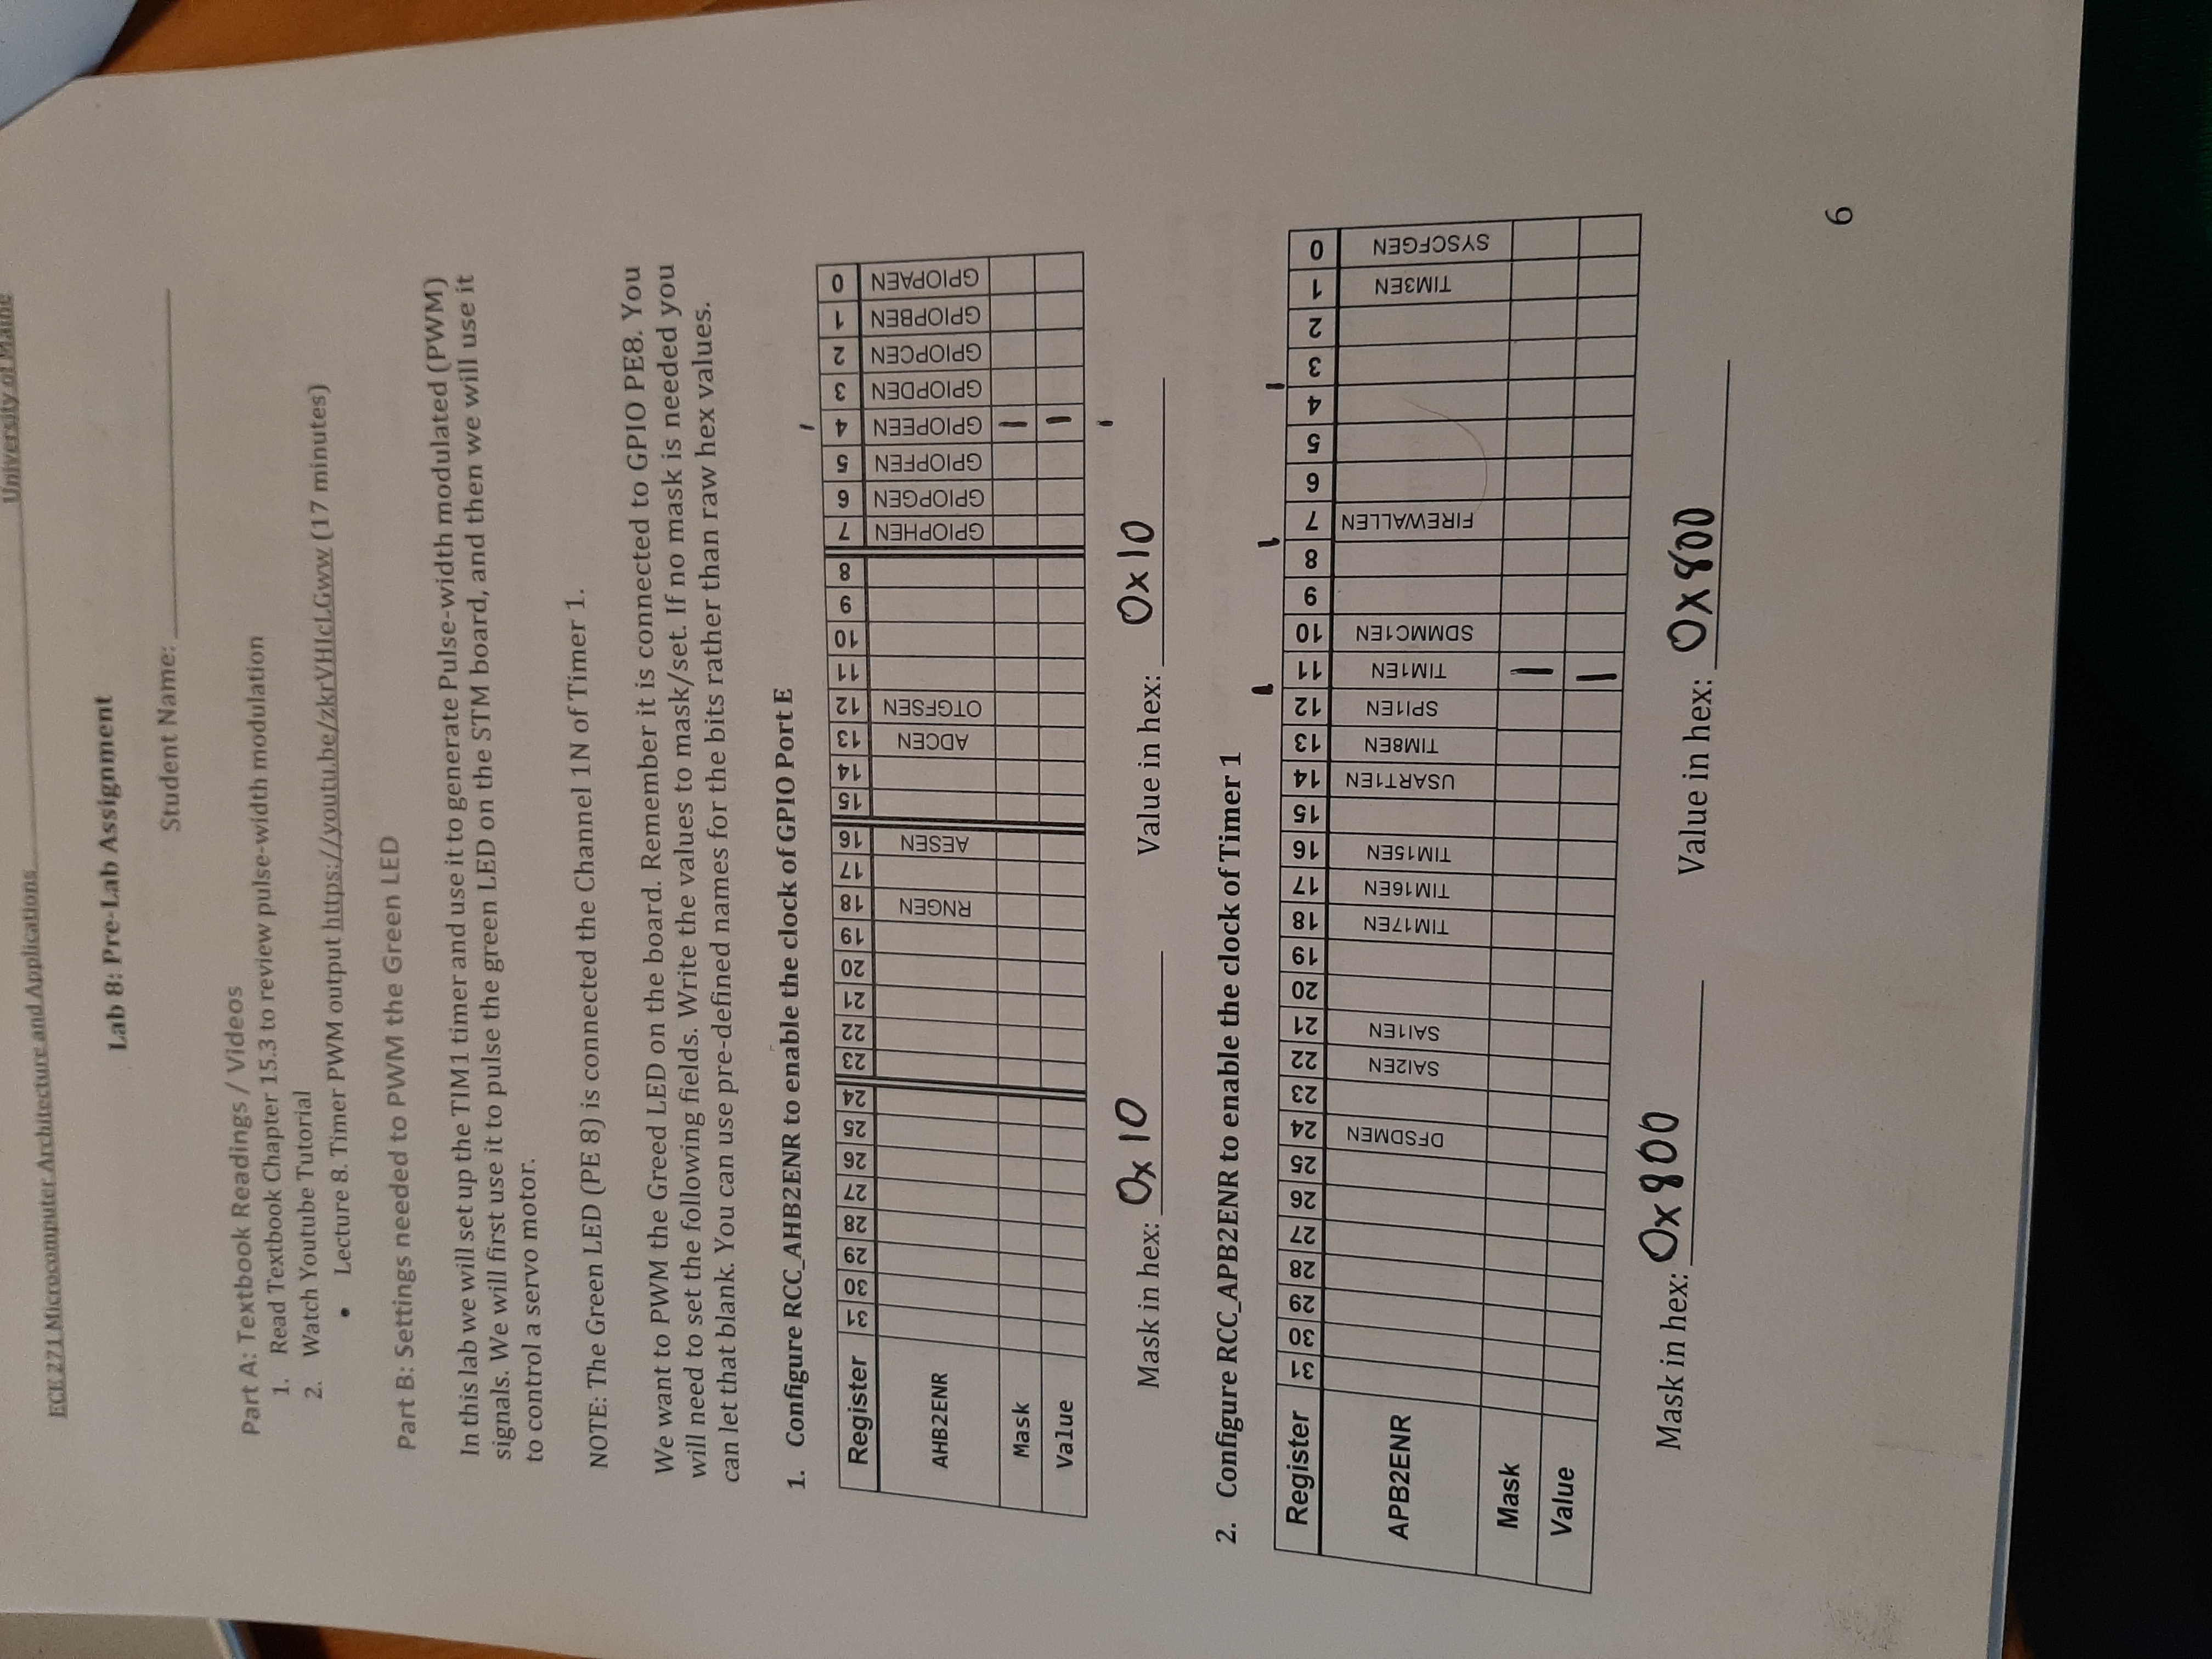 University of Maine
ECE 271 Microcomputer Architecture and Applications
Lab 8: Pre-Lab Assignment
Student Name:
Part A: Textbook Readings / Videos
1. Read Textbook Chapter 15.3 to review pulse-width modulation
2. Watch Youtube Tutorial
• Lecture 8. Timer PWM output https://youtu.be/zkrVHIcLGww (17 minutes)
Part B: Settings needed to PWM the Green LED
In this lab we will set up the TIM1 timer and use it to generate Pulse-width modulated (PWM)
signals. We will first use it to pulse the green LED on the STM board, and then we will use it
to control a servo motor.
NOTE: The Green LED (PE 8) is connected the Channel 1N of Timer 1.
We want to PWM the Greed LED on the board. Remember it is connected to GPIO PE8. You
will need to set the following fields. Write the values to mask/set. If no mask is needed you
can let that blank. You can use pre-defined names for the bits rather than raw hex values.
1. Configure RCC_AHB2ENR to enable the clock of GPIO Port E
Register 31 30 29 28 27 26 25 24 23 22 21 20 19 18 17 16 15 14 13 12 11 10 9 8 7 6 5 4 3 2 1 0
AHB2ENR RNGEN AESEN ADCEN OTGFSEN GPIOPHEN GPIOPGEN GPIOPFEN GPIOPEEN GPIOPDEN GPIOPCEN GPIOPBEN GPIOPAEN
Mask 1
Value 1
Mask in hex: 0x10 Value in hex: 0x10
2. Configure RCC_APB2ENR to enable the clock of Timer 1
Register 31 30 29 28 27 26 25 24 23 22 21 20 19 18 17 16 15 14 13 12 11 10 9 8 7 6 5 4 3 2 1 0
APB2ENR DFSDMEN SAI2EN SAI1EN TIM17EN TIM16EN TIM15EN USART1EN TIM8EN SPI1EN TIM1EN SDMMC1EN FIREWALLEN TIM3EN SYSCFGEN
Mask 1
Value 1
Mask in hex: 0x800 Value in hex: 0x800
6